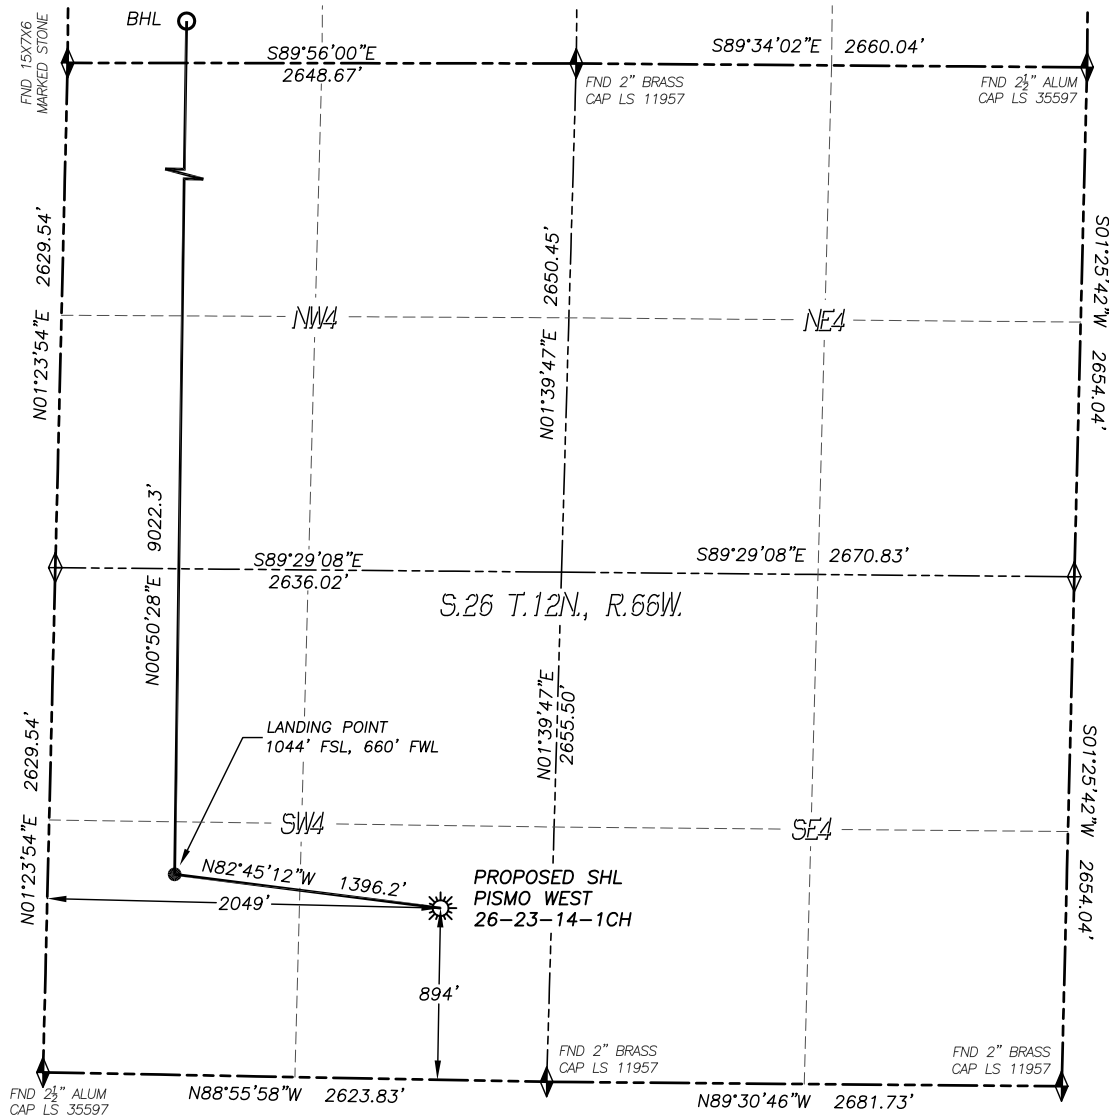 BHL
FND 15X7X6
MARKED STONE
S89°56'00"E
2648.67'
S89°34'02"E 2660.04'
FND 2" BRASS
CAP LS 11957
FND 2½" ALUM
CAP LS 35597
N01°23'54"E 2629.54'
N01°39'47"E 2650.45'
S01°25'42"W 2654.04'
NW4
NE4
N00°50'28"E 9022.3'
S89°29'08"E
2636.02'
S89°29'08"E 2670.83'
S.26 T.12N., R.66W.
LANDING POINT
1044' FSL, 660' FWL
N01°23'54"E 2629.54'
N01°39'47"E
2655.50'
S01°25'42"W 2654.04'
SW4
SE4
N82°45'12"W 1396.2'
2049'
PROPOSED SHL
PISMO WEST
26-23-14-1CH
894'
FND 2½" ALUM
CAP LS 35597
N88°55'58"W 2623.83'
FND 2" BRASS
CAP LS 11957
N89°30'46"W 2681.73'
FND 2" BRASS
CAP LS 11957